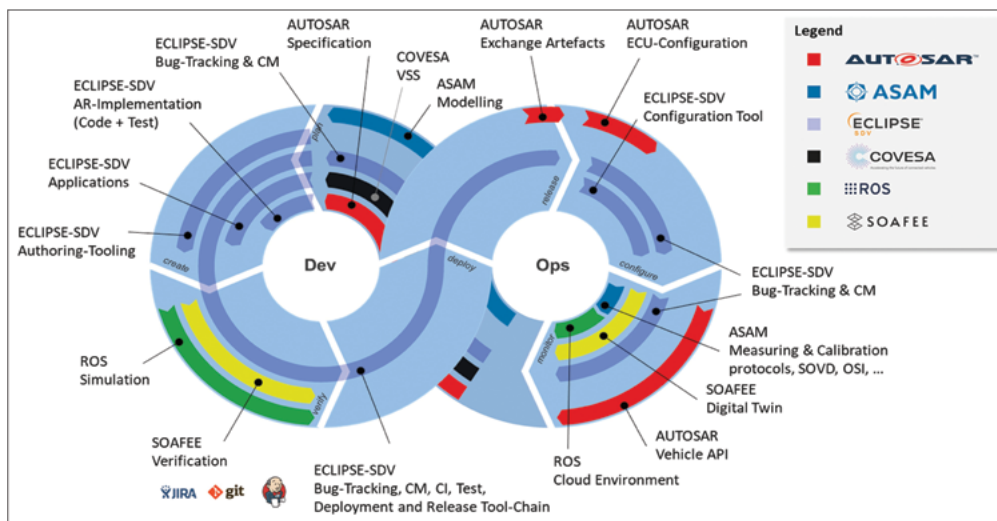 AUTOSAR
Specification
AUTOSAR
Exchange Artefacts
AUTOSAR
ECU-Configuration
ECLIPSE-SDV
Bug-Tracking & CM
COVESA
VSS
ASAM
Modelling
ECLIPSE-SDV
AR-Implementation
(Code + Test)
ECLIPSE-SDV
Configuration Tool
ECLIPSE-SDV
Applications
ECLIPSE-SDV
Authoring-Tooling
plan
create
Dev
verify
deploy
release
Ops
configure
monitor
ECLIPSE-SDV
Bug-Tracking & CM
ASAM
Measuring & Calibration
protocols, SOVD, OSI, ...
SOAFEE
Digital Twin
AUTOSAR
Vehicle API
ROS
Cloud Environment
ROS
Simulation
SOAFEE
Verification
JIRA
git
ECLIPSE-SDV
Bug-Tracking, CM, CI, Test,
Deployment and Release Tool-Chain
Legend
AUTOSAR
ASAM
ECLIPSE
SDV
COVESA
ROS
SOAFEE